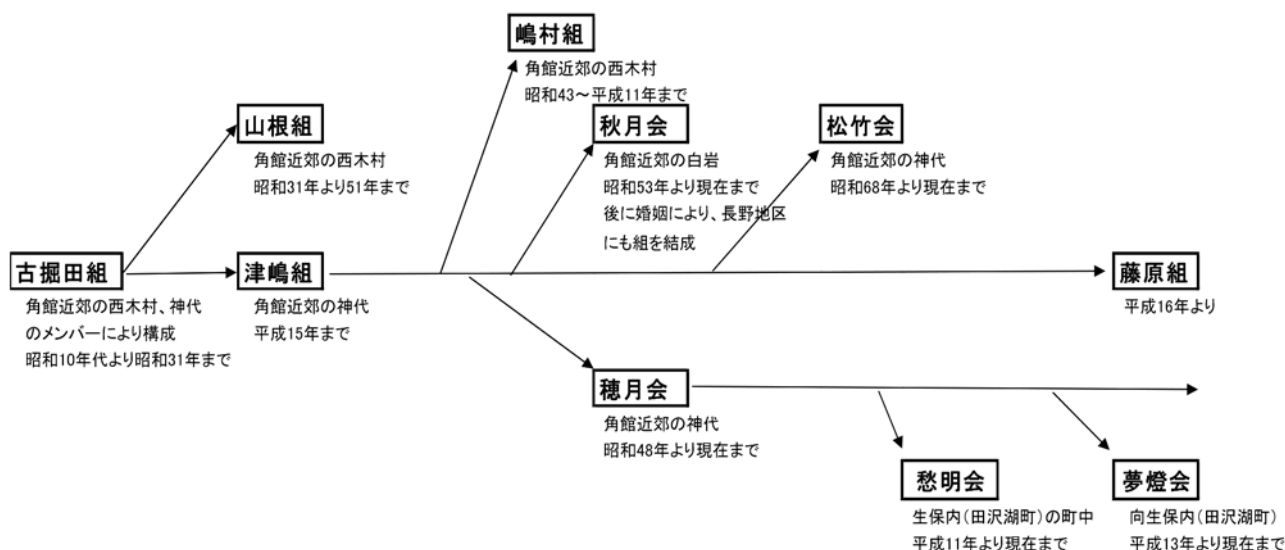 嶋村組
角館近郊の西木村
昭和43～平成11年まで
山根組
角館近郊の西木村
昭和31年より51年まで
秋月会
角館近郊の白岩
昭和53年より現在まで
後に婚姻により、長野地区
にも組を結成
松竹会
角館近郊の神代
昭和68年より現在まで
古掘田組
角館近郊の西木村、神代
のメンバーにより構成
昭和10年代より昭和31年まで
津嶋組
角館近郊の神代
平成15年まで
藤原組
平成16年より
穂月会
角館近郊の神代
昭和48年より現在まで
愁明会
生保内（田沢湖町）の町中
平成11年より現在まで
夢燈会
向生保内（田沢湖町）
平成13年より現在まで